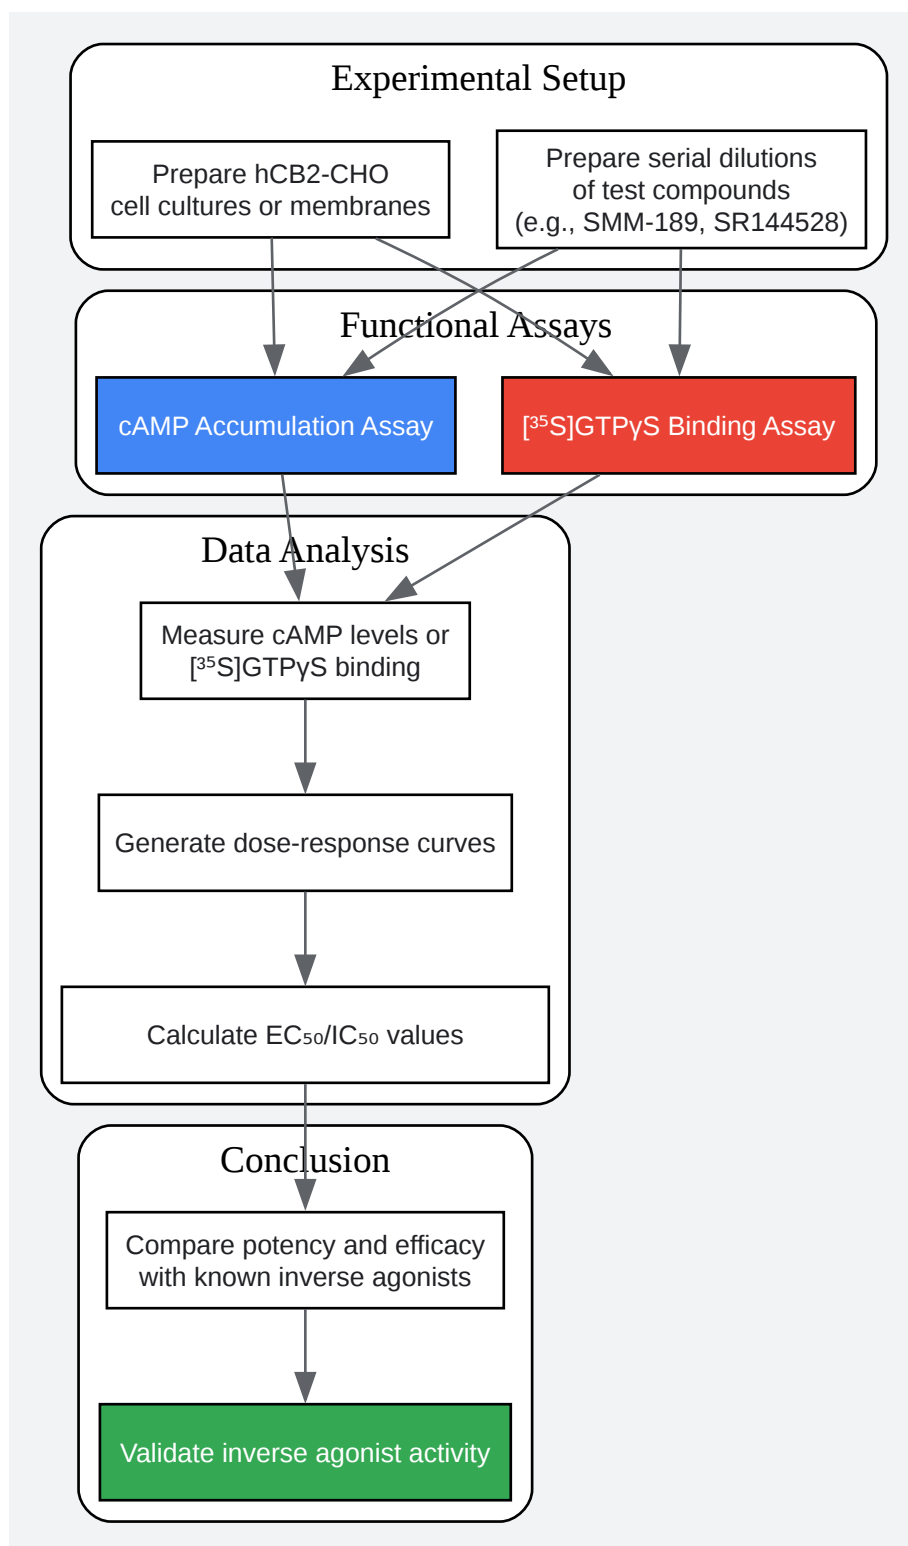 Experimental Setup
Prepare hCB2-CHO
cell cultures or membranes
Prepare serial dilutions
of test compounds
(e.g., SMM-189, SR144528)
Functional Assays
cAMP Accumulation Assay
[³⁵S]GTPγS Binding Assay
Data Analysis
Measure cAMP levels or
[³⁵S]GTPγS binding
Generate dose-response curves
Calculate EC₅₀/IC₅₀ values
Conclusion
Compare potency and efficacy
with known inverse agonists
Validate inverse agonist activity